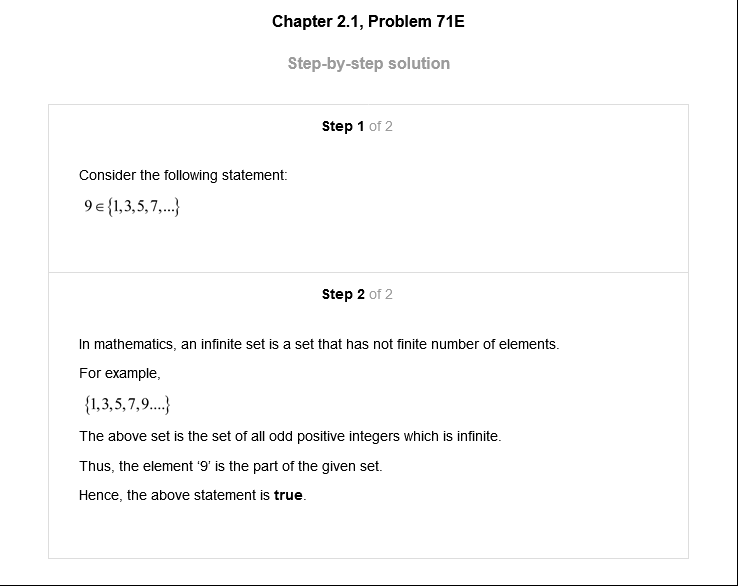 Chapter 2.1, Problem 71E
Step-by-step solution
Step 1 of 2
Consider the following statement:
9 ∈ {1,3,5,7,...}
Step 2 of 2
In mathematics, an infinite set is a set that has not finite number of elements.
For example,
{1,3,5,7,9....}
The above set is the set of all odd positive integers which is infinite.
Thus, the element ‘9’ is the part of the given set.
Hence, the above statement is true.